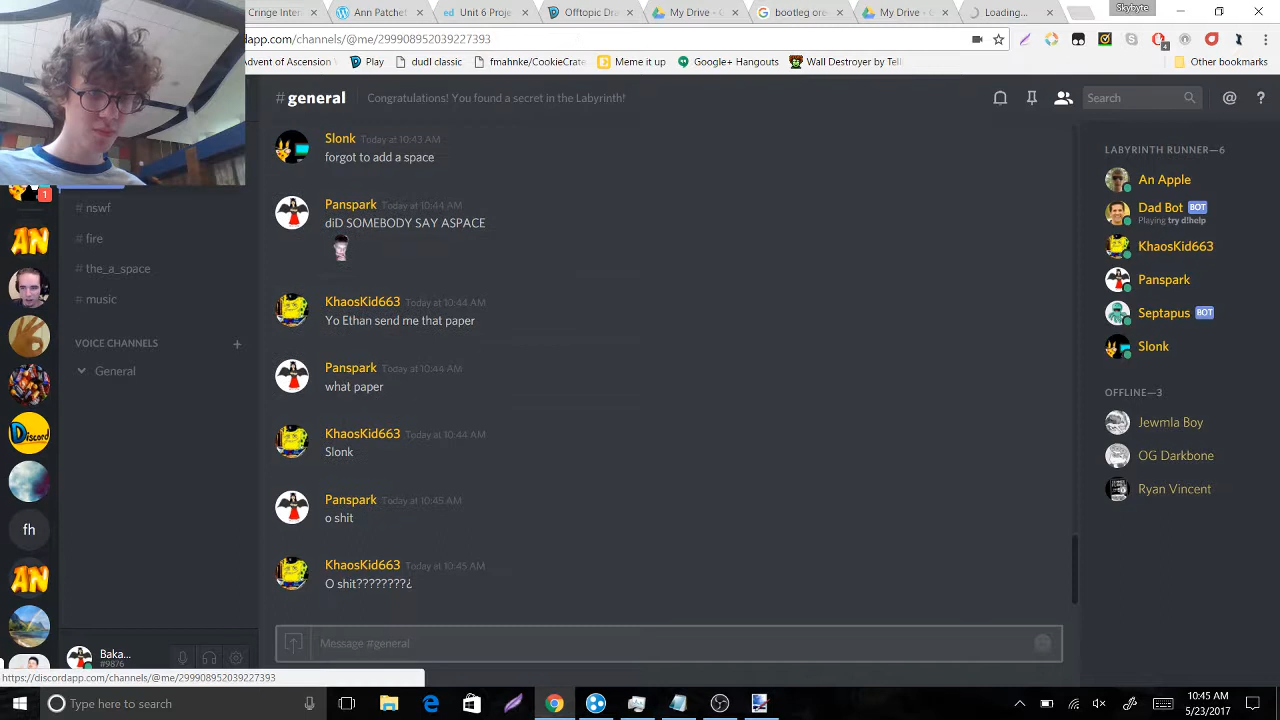 Cringe Inter
Ann Patchet
Unit 6 Proje
Offtopic Dr
My Drive - C
bootleg ore
My Drive - C
Loading...
Skybyte
dapp.com/channels/@me/299908952039227393
4
Advent of Ascension
Play
dudl classic
fmahnke/CookieCrate
Meme it up
Google+ Hangouts
Wall Destroyer by Tell
Other bookmarks
#general
Congratulations! You found a secret in the Labyrinth!
Search
@
?
1
# nswf
# fire
# the_a_space
# music
VOICE CHANNELS +
General
AN
Discord
fh
AN
Slonk Today at 10:43 AM
forgot to add a space
Panspark Today at 10:44 AM
diD SOMEBODY SAY ASPACE
KhaosKid663 Today at 10:44 AM
Yo Ethan send me that paper
Panspark Today at 10:44 AM
what paper
KhaosKid663 Today at 10:44 AM
Slonk
Panspark Today at 10:45 AM
o shit
KhaosKid663 Today at 10:45 AM
O shit????????¿
Message #general
LABYRINTH RUNNER—6
An Apple
Dad Bot BOT
Playing try d!help
KhaosKid663
Panspark
Septapus BOT
Slonk
OFFLINE—3
Jewmla Boy
OG Darkbone
Ryan Vincent
Baka...
#9876
https://discordapp.com/channels/@me/299908952039227393
Type here to search
10:45 AM
5/23/2017